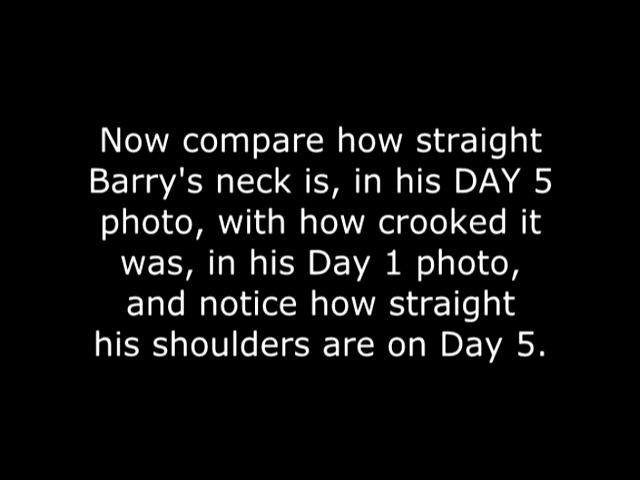 Now compare how straight
Barry's neck is, in his DAY 5
photo, with how crooked it
was, in his Day 1 photo,
and notice how straight
his shoulders are on Day 5.